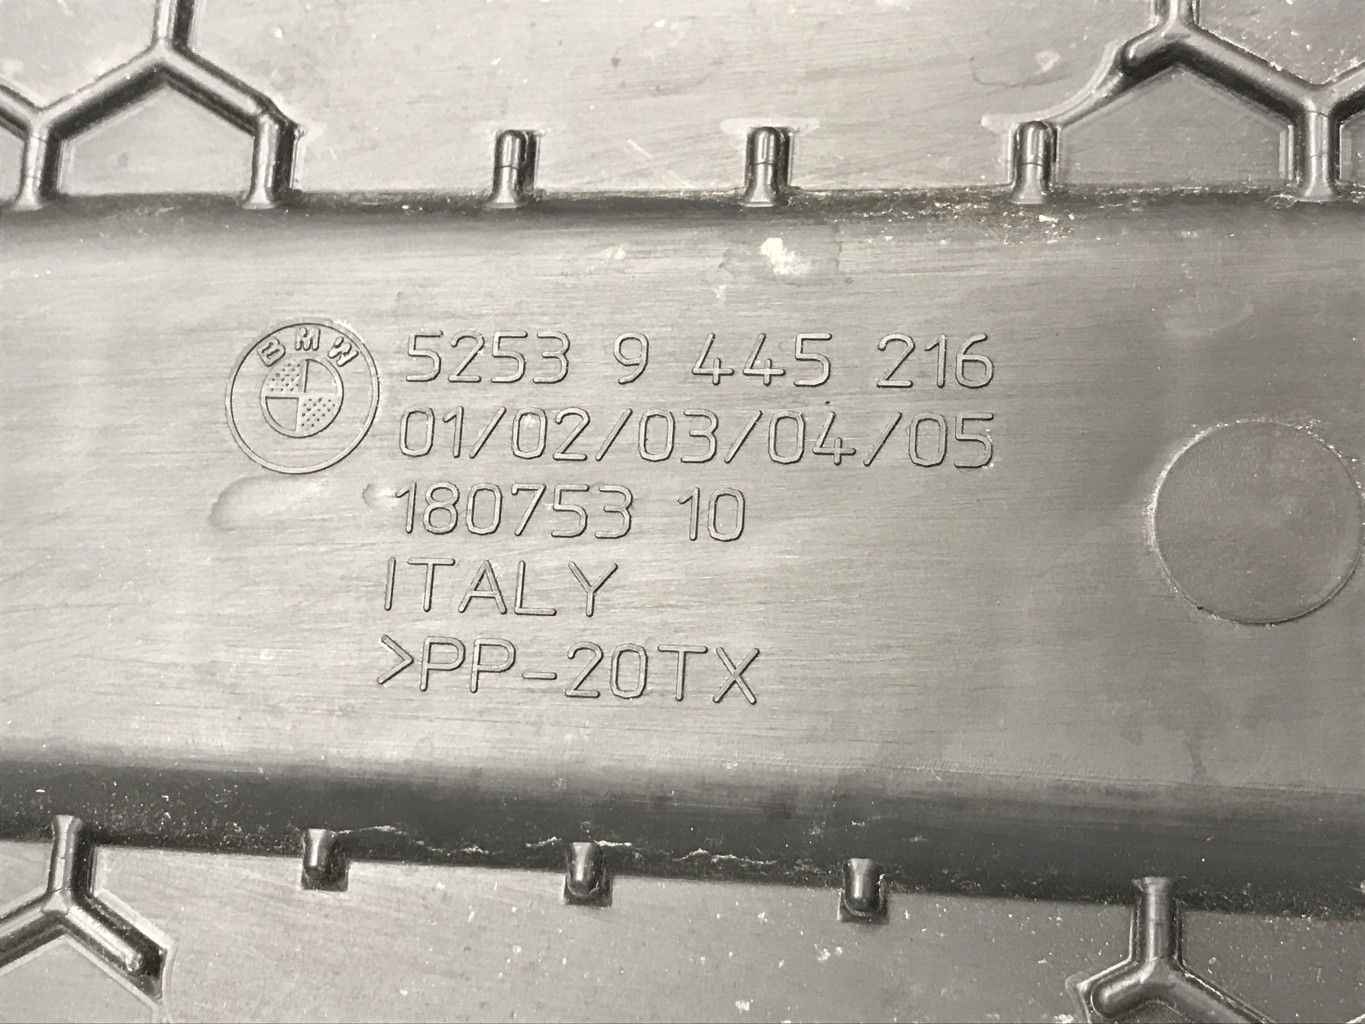 BMW
5253 9 445 216
01/02/03/04/05
180753 10
ITALY
>PP-20TX